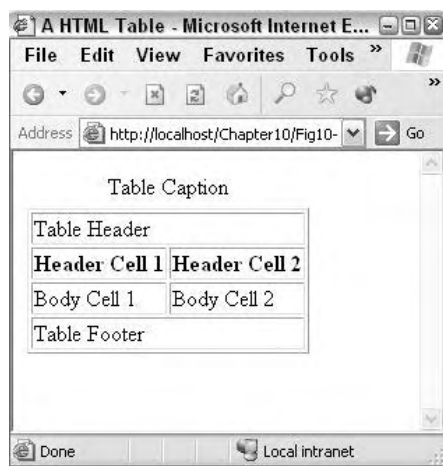 A HTML Table - Microsoft Internet E...
File Edit View Favorites Tools »
»
Address http://localhost/Chapter10/Fig10- Go
Table Caption
Table Header
Header Cell 1 Header Cell 2
Body Cell 1 Body Cell 2
Table Footer
Done Local intranet